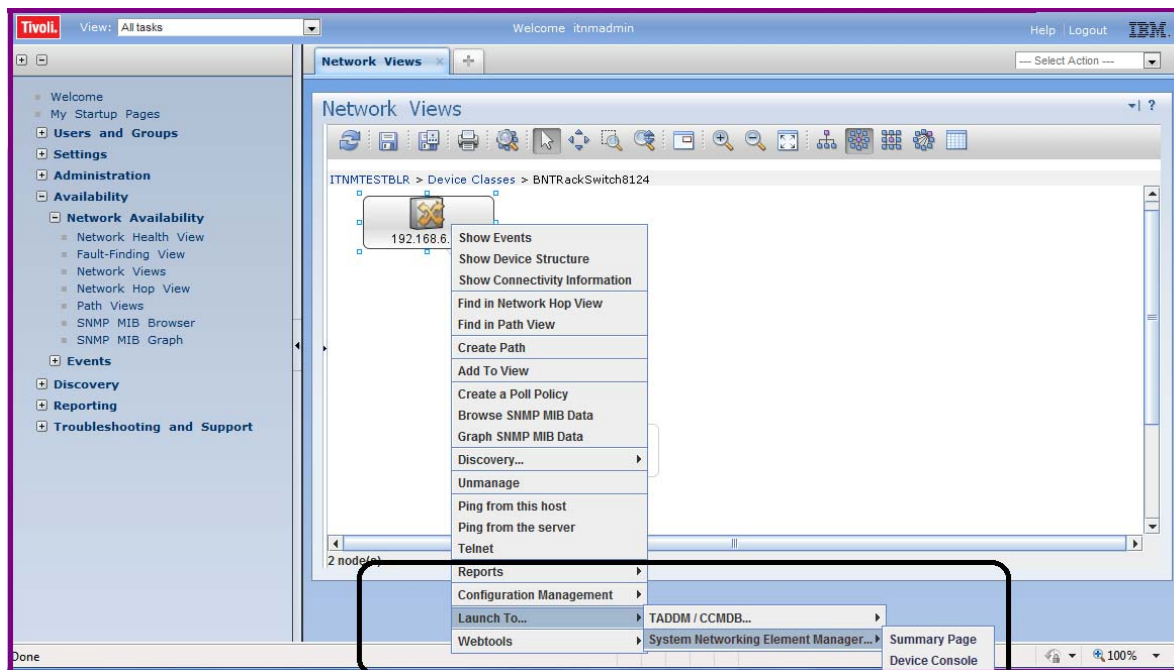 Tivoli. View: All tasks Welcome itnmadmin Help Logout IBM.
Network Views --- Select Action ---
Welcome
My Startup Pages
Users and Groups
Settings
Administration
Availability
Network Availability
Network Health View
Fault-Finding View
Network Views
Network Hop View
Path Views
SNMP MIB Browser
SNMP MIB Graph
Events
Discovery
Reporting
Troubleshooting and Support
Network Views ?
ITNMTESTBLR > Device Classes > BNTRackSwitch8124
192.168.6.
Show Events
Show Device Structure
Show Connectivity Information
Find in Network Hop View
Find in Path View
Create Path
Add To View
Create a Poll Policy
Browse SNMP MIB Data
Graph SNMP MIB Data
Discovery...
Unmanage
Ping from this host
Ping from the server
Telnet
2 node(s)
Reports
Configuration Management
Launch To... TADDM / CCMDB...
Webtools System Networking Element Manager... Summary Page
Device Console
Done 100%